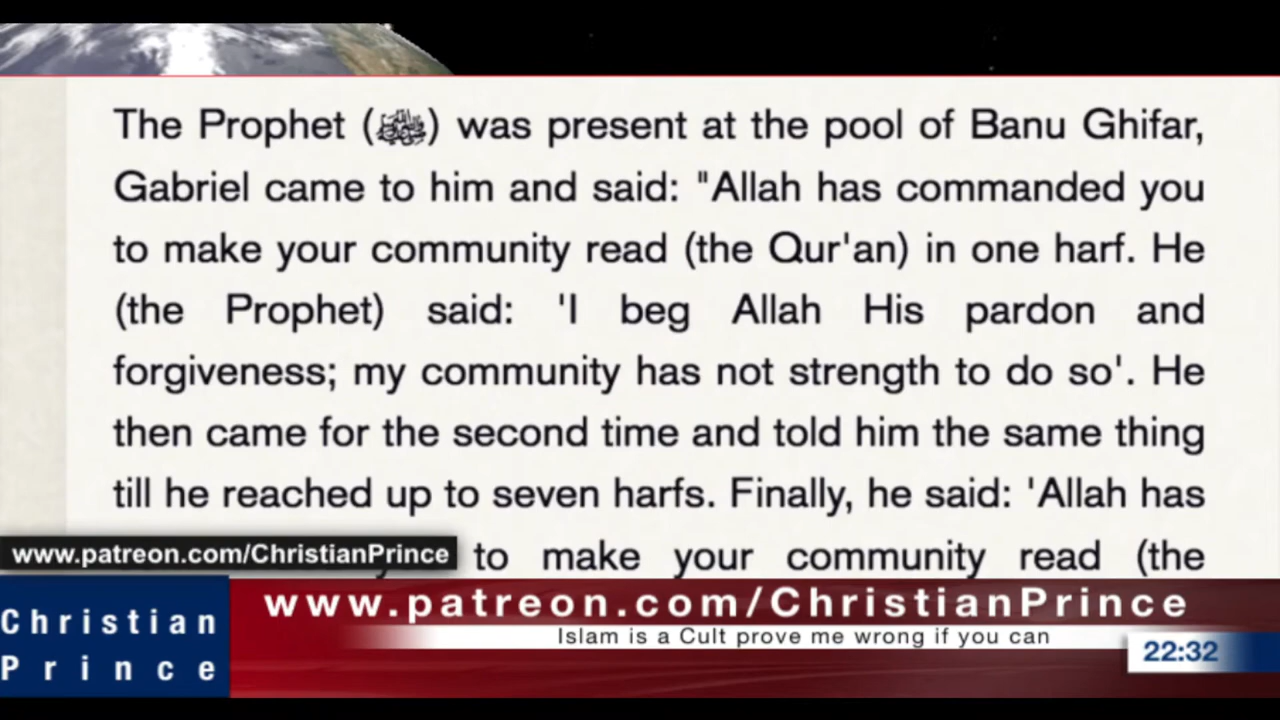 The Prophet (ﷺ) was present at the pool of Banu Ghifar,
Gabriel came to him and said: "Allah has commanded you
to make your community read (the Qur'an) in one harf. He
(the Prophet) said: 'I beg Allah His pardon and
forgiveness; my community has not strength to do so'. He
then came for the second time and told him the same thing
till he reached up to seven harfs. Finally, he said: 'Allah has
to make your community read (the
www.patreon.com/ChristianPrince
www.patreon.com/ChristianPrince
Islam is a Cult prove me wrong if you can
Christian
Prince
22:32